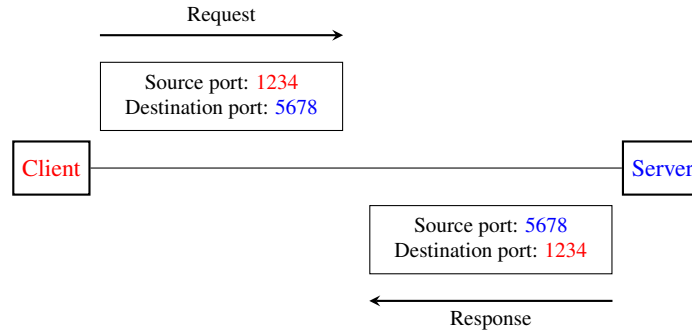 Request
Source port: 1234
Destination port: 5678
Client
Server
Source port: 5678
Destination port: 1234
Response